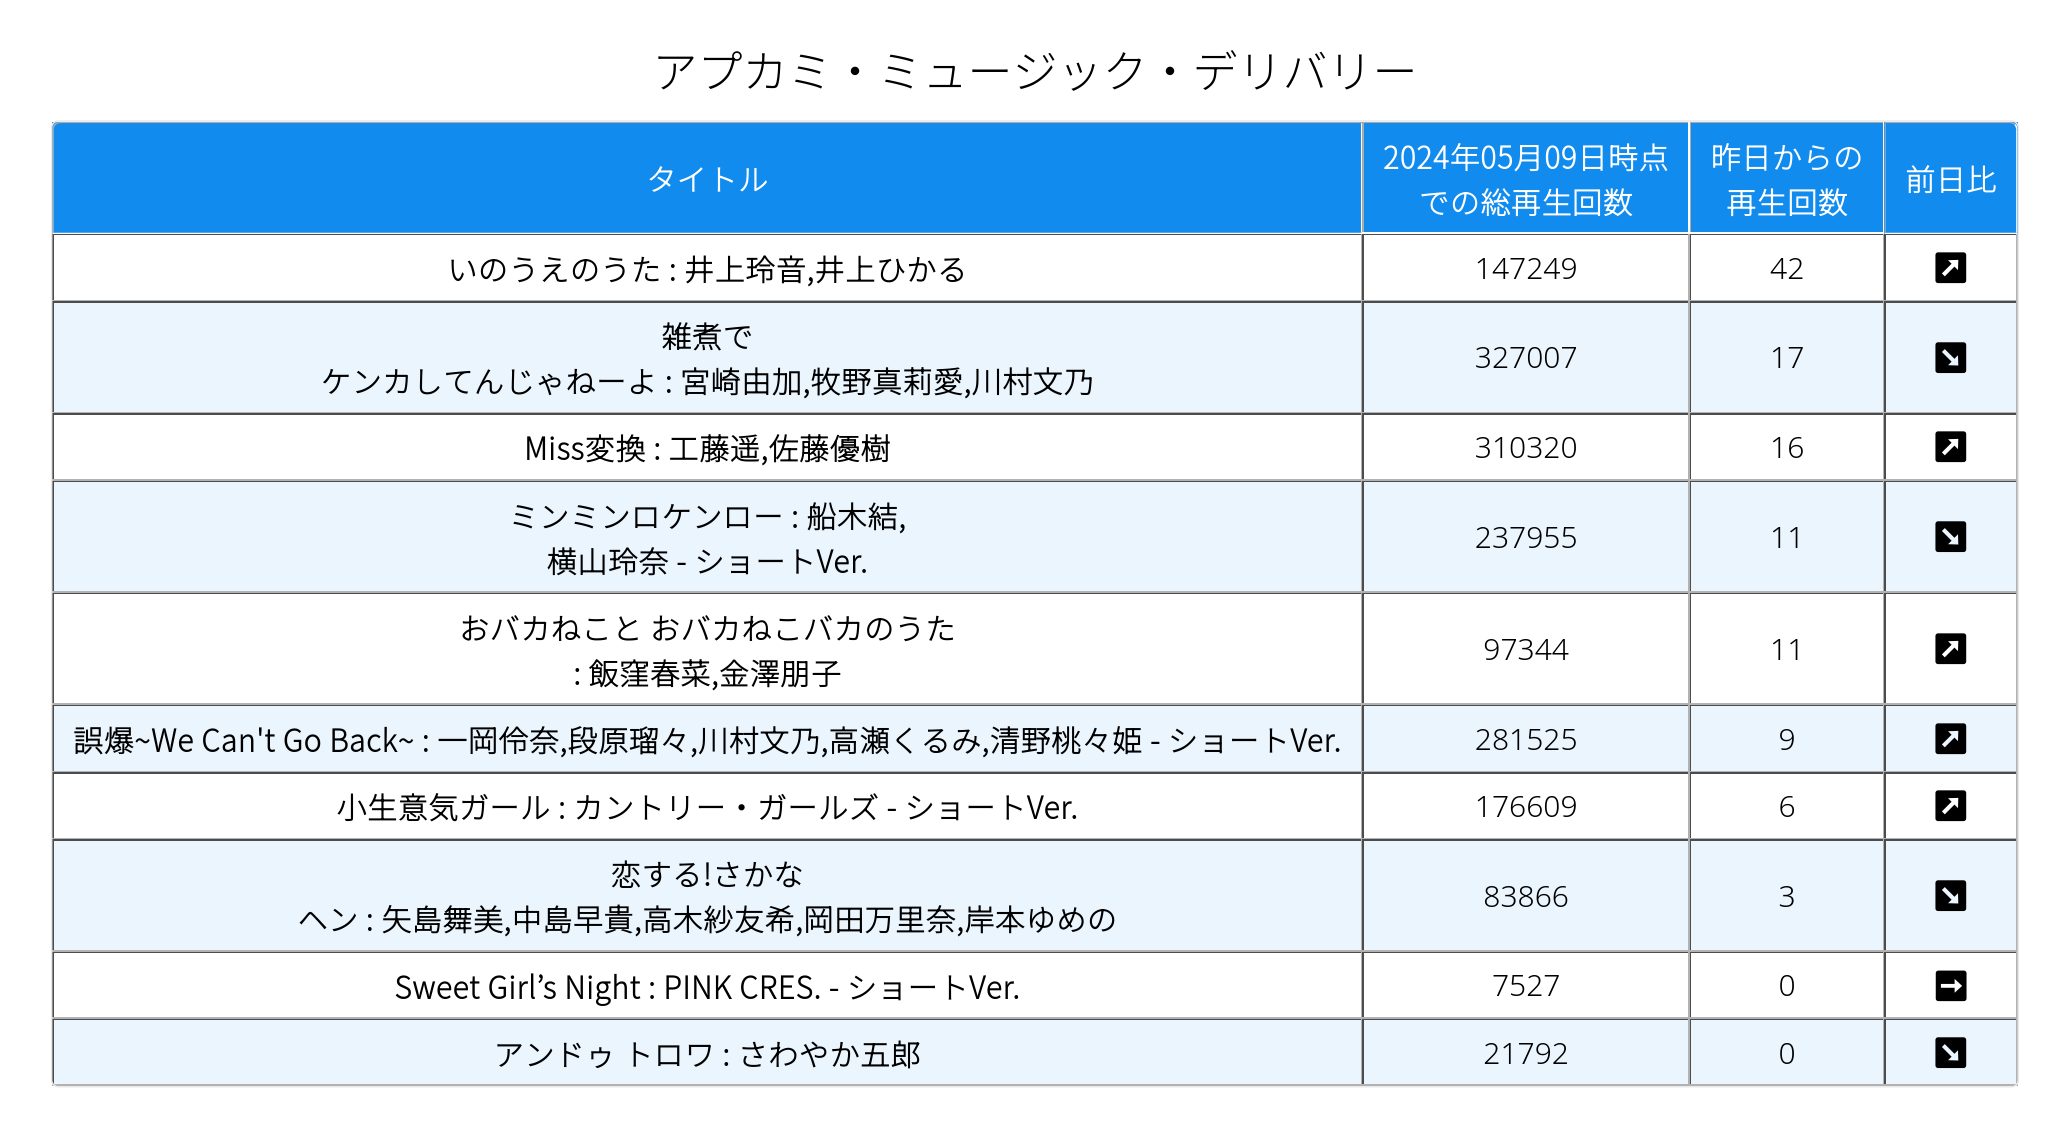 アプカミ・ミュージック・デリバリー
タイトル
2024年05月09日時点
での総再生回数
昨日からの
再生回数
前日比
いのうえのうた : 井上玲音,井上ひかる
147249
42
↗
雑煮で
ケンカしてんじゃねーよ : 宮崎由加,牧野真莉愛,川村文乃
327007
17
↘
Miss変換 : 工藤遥,佐藤優樹
310320
16
↗
ミンミンロケンロー : 船木結,
横山玲奈 - ショートVer.
237955
11
↘
おバカねこと おバカねこバカのうた
: 飯窪春菜,金澤朋子
97344
11
↗
誤爆~We Can't Go Back~ : 一岡伶奈,段原瑠々,川村文乃,高瀬くるみ,清野桃々姫 - ショートVer.
281525
9
↗
小生意気ガール : カントリー・ガールズ - ショートVer.
176609
6
↗
恋する!さかな
ヘン : 矢島舞美,中島早貴,高木紗友希,岡田万里奈,岸本ゆめの
83866
3
↘
Sweet Girl’s Night : PINK CRES. - ショートVer.
7527
0
→
アンドゥ トロワ : さわやか五郎
21792
0
↘